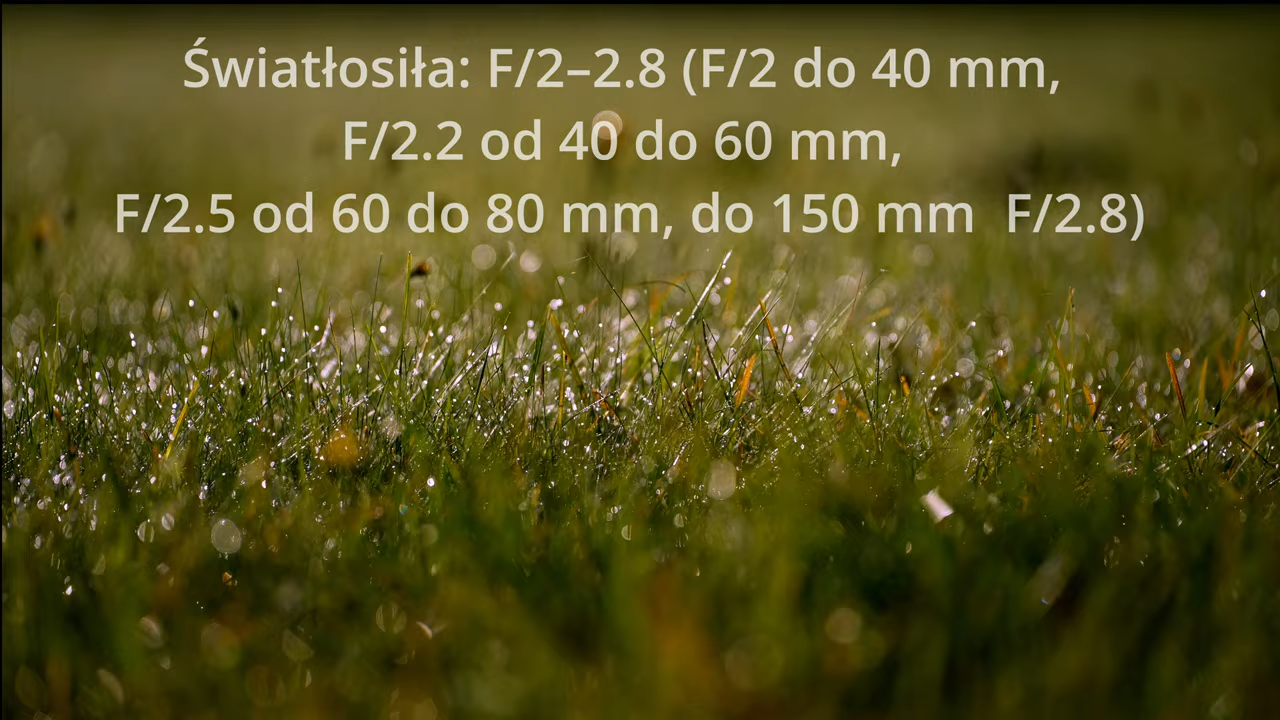 Światłosiła: F/2–2.8 (F/2 do 40 mm,
F/2.2 od 40 do 60 mm,
F/2.5 od 60 do 80 mm, do 150 mm  F/2.8)